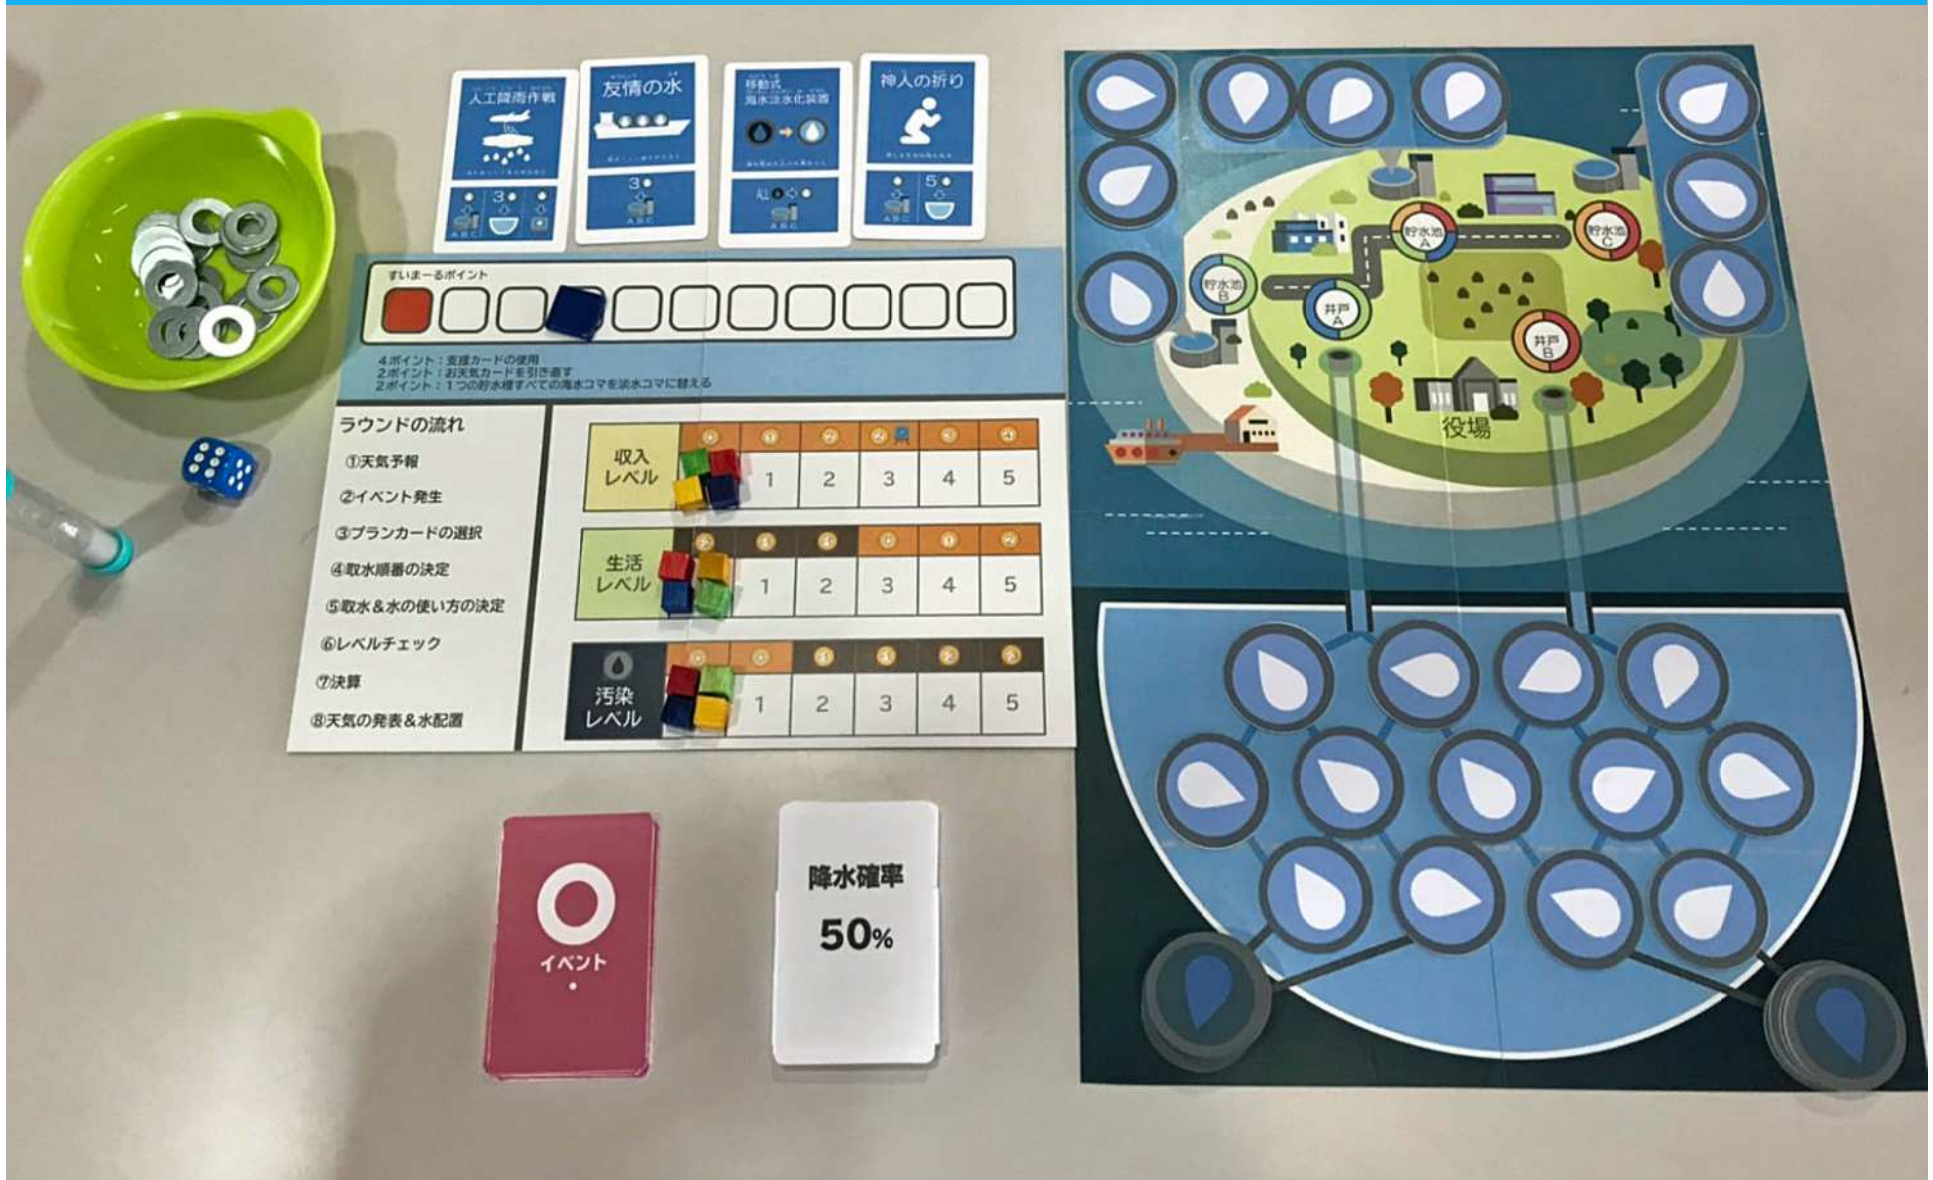 人工降雨作戦
3
A B C
友情の水
3
A B C
移動式
海水淡水化装置
ALL
A B C
神人の祈り
5
A B C
すいまーるポイント
4ポイント：支援カードの使用
2ポイント：お天気カードを引き直す
2ポイント：1つの貯水槽すべての海水コマを淡水コマに替える
ラウンドの流れ
①天気予報
②イベント発生
③プランカードの選択
④取水順番の決定
⑤取水＆水の使い方の決定
⑥レベルチェック
⑦決算
⑧天気の発表＆水配置
収入
レベル
1 2 3 4 5
生活
レベル
1 2 3 4 5
汚染
レベル
1 2 3 4 5
イベント
降水確率
50%
貯水池
A
貯水池
C
貯水池
B
井戸
A
井戸
B
役場